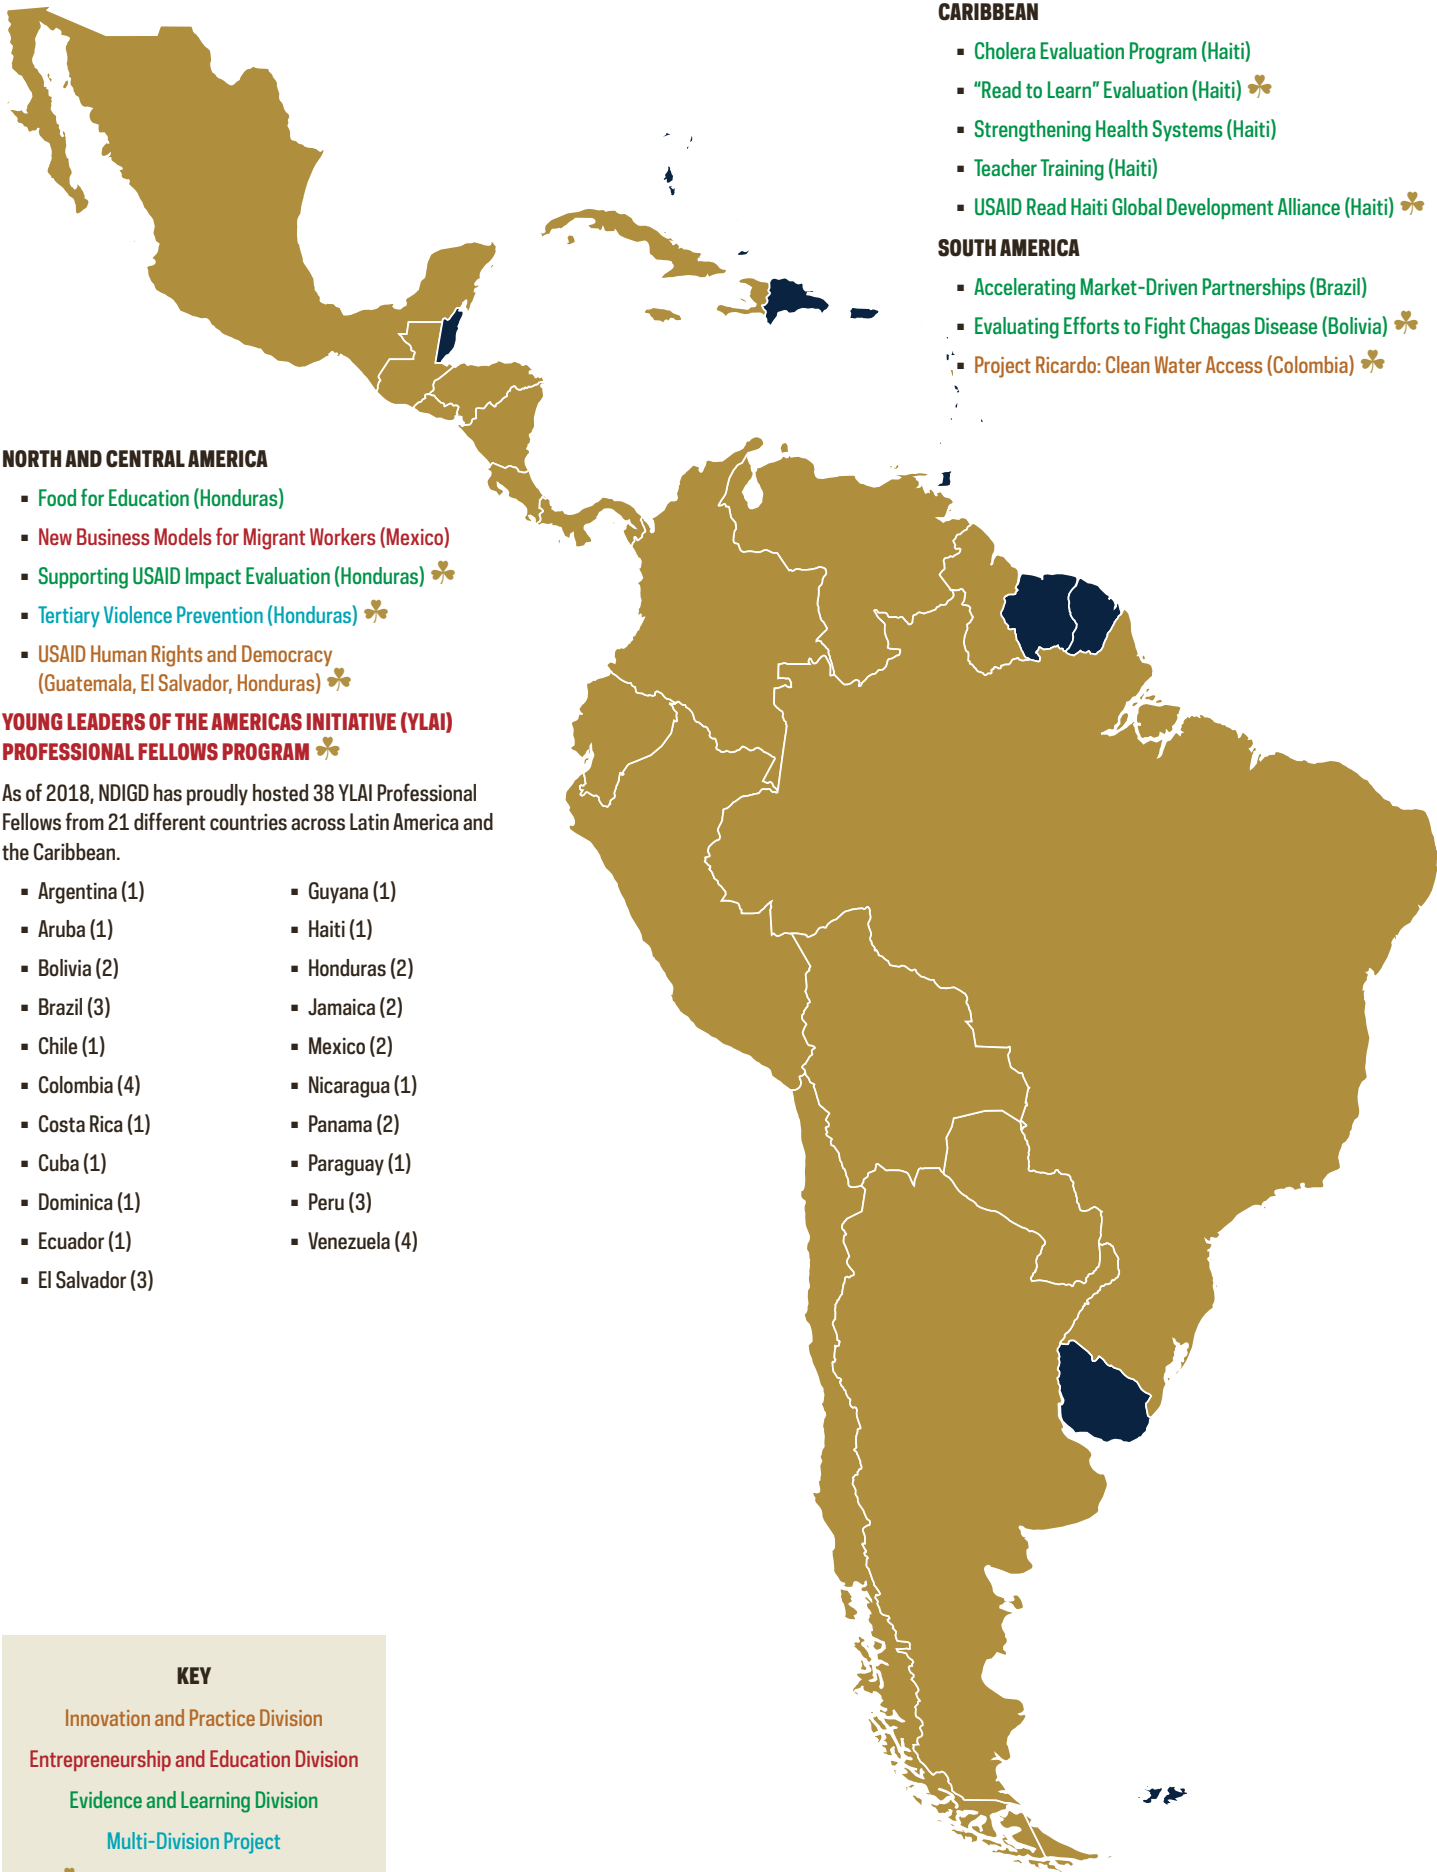 CARIBBEAN
▪ Cholera Evaluation Program (Haiti)
▪ “Read to Learn” Evaluation (Haiti)
▪ Strengthening Health Systems (Haiti)
▪ Teacher Training (Haiti)
▪ USAID Read Haiti Global Development Alliance (Haiti)
SOUTH AMERICA
▪ Accelerating Market-Driven Partnerships (Brazil)
▪ Evaluating Efforts to Fight Chagas Disease (Bolivia)
▪ Project Ricardo: Clean Water Access (Colombia)
NORTH AND CENTRAL AMERICA
▪ Food for Education (Honduras)
▪ New Business Models for Migrant Workers (Mexico)
▪ Supporting USAID Impact Evaluation (Honduras)
▪ Tertiary Violence Prevention (Honduras)
▪ USAID Human Rights and Democracy
(Guatemala, El Salvador, Honduras)
YOUNG LEADERS OF THE AMERICAS INITIATIVE (YLAI)
PROFESSIONAL FELLOWS PROGRAM
As of 2018, NDIGD has proudly hosted 38 YLAI Professional
Fellows from 21 different countries across Latin America and
the Caribbean.
▪ Argentina (1)
▪ Aruba (1)
▪ Bolivia (2)
▪ Brazil (3)
▪ Chile (1)
▪ Colombia (4)
▪ Costa Rica (1)
▪ Cuba (1)
▪ Dominica (1)
▪ Ecuador (1)
▪ El Salvador (3)
▪ Guyana (1)
▪ Haiti (1)
▪ Honduras (2)
▪ Jamaica (2)
▪ Mexico (2)
▪ Nicaragua (1)
▪ Panama (2)
▪ Paraguay (1)
▪ Peru (3)
▪ Venezuela (4)
KEY
Innovation and Practice Division
Entrepreneurship and Education Division
Evidence and Learning Division
Multi-Division Project